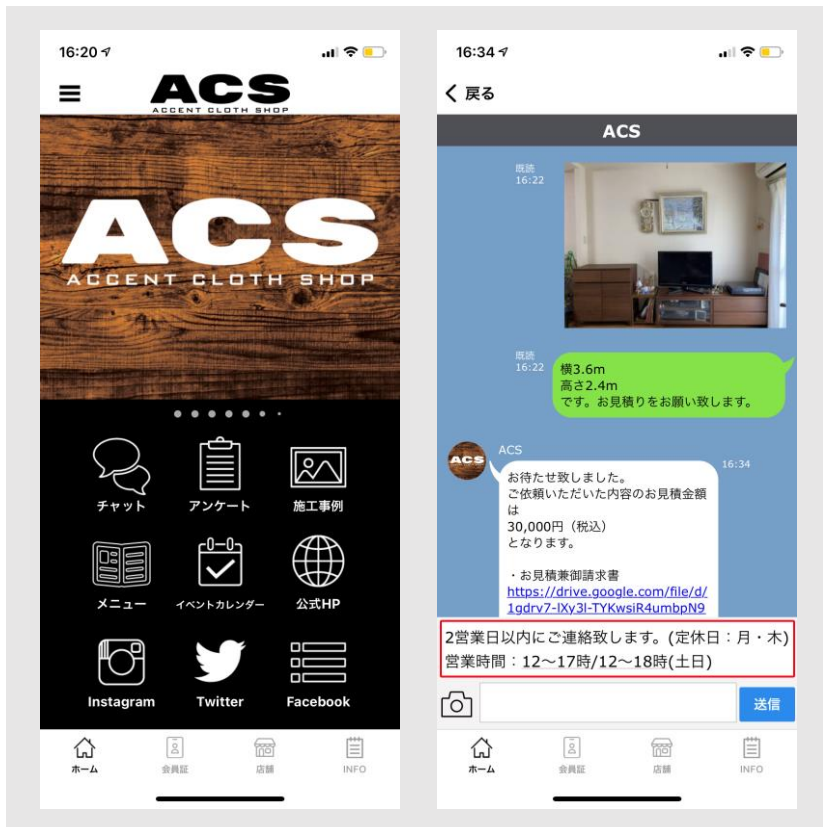 16:20
ACS
ACCENT CLOTH SHOP
ACS
ACCENT CLOTH SHOP
チャット
アンケート
施工事例
メニュー
イベントカレンダー
公式HP
Instagram
Twitter
Facebook
ホーム
会員証
店舗
INFO
16:34
戻る
ACS
既読
16:22
既読
16:22
横3.6m
高さ2.4m
です。お見積りをお願い致します。
ACS
ACS
16:34
お待たせ致しました。
ご依頼いただいた内容のお見積金額
は
30,000円（税込）
となります。
・お見積兼御請求書
https://drive.google.com/file/d/
1gdrv7-lXy3l-TYKwsiR4umbpN9
2営業日以内にご連絡致します。(定休日：月・木)
営業時間：12～17時/12～18時(土日)
送信
ホーム
会員証
店舗
INFO